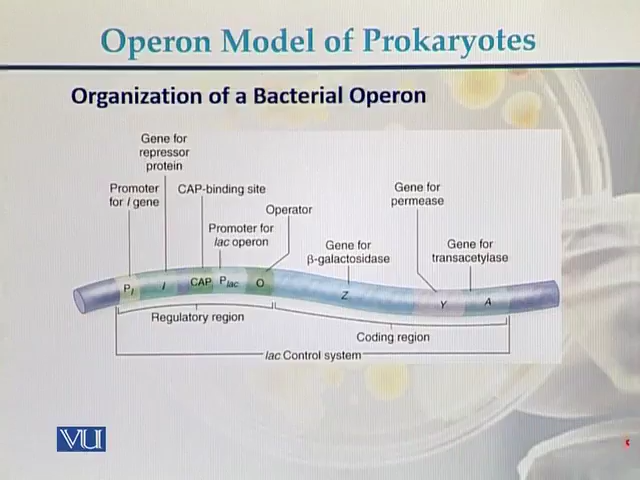 Operon Model of Prokaryotes
Organization of a Bacterial Operon
Gene for
repressor
protein
Promoter
for I gene
CAP-binding site
Operator
Promoter for
lac operon
Gene for
β-galactosidase
Gene for
permease
Gene for
transacetylase
PI
I
CAP
Plac
O
Z
Y
A
Regulatory region
Coding region
lac Control system
VU